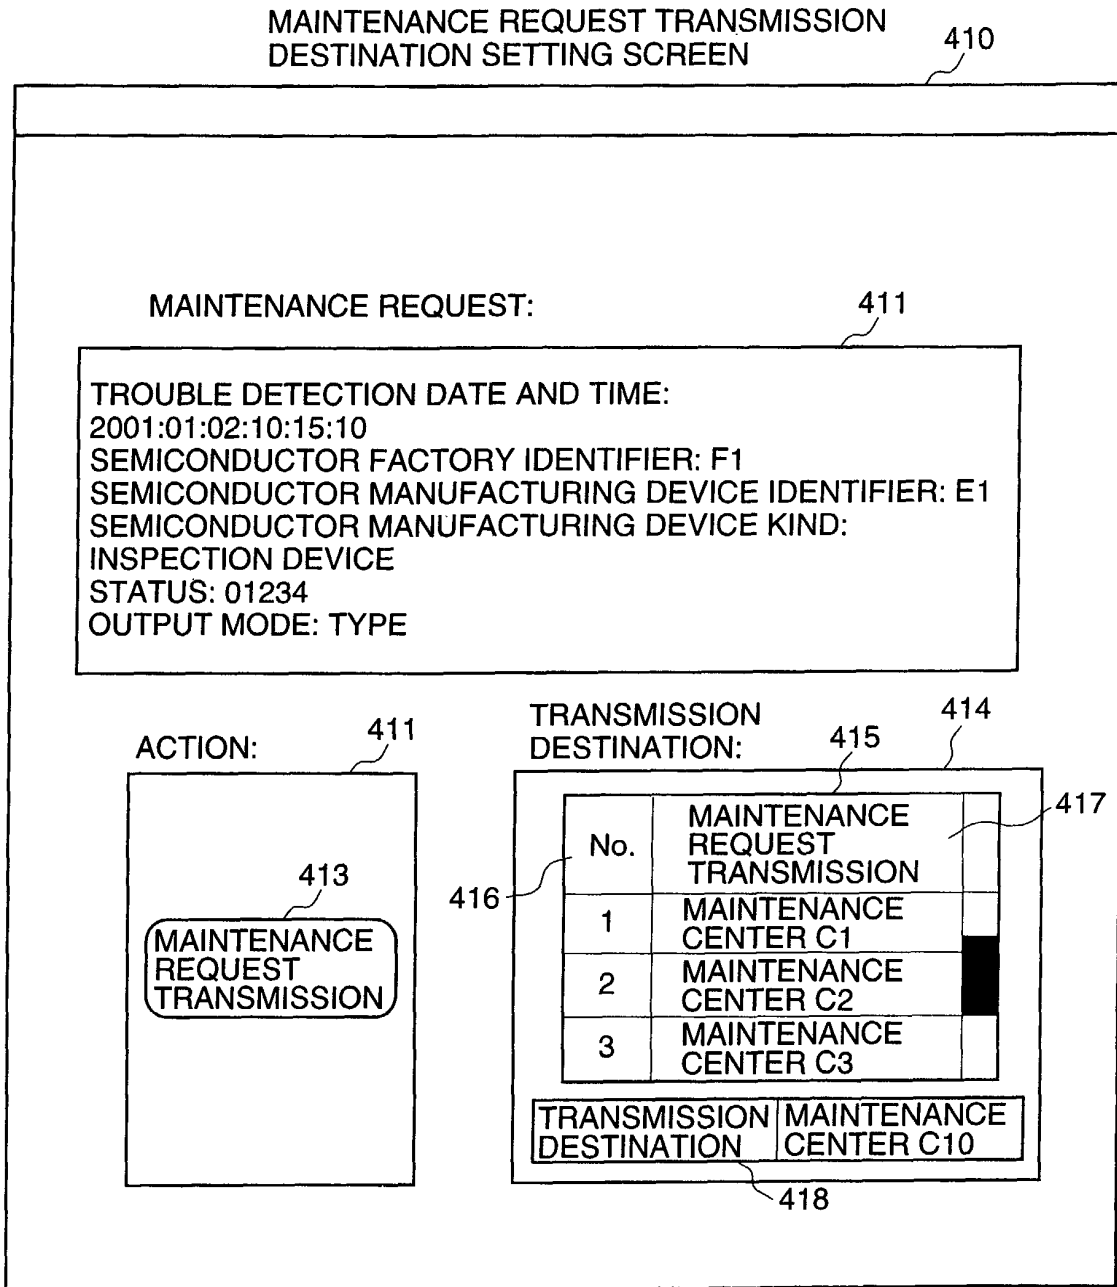 MAINTENANCE REQUEST TRANSMISSION
DESTINATION SETTING SCREEN
410
MAINTENANCE REQUEST:
411
TROUBLE DETECTION DATE AND TIME:
2001:01:02:10:15:10
SEMICONDUCTOR FACTORY IDENTIFIER: F1
SEMICONDUCTOR MANUFACTURING DEVICE IDENTIFIER: E1
SEMICONDUCTOR MANUFACTURING DEVICE KIND:
INSPECTION DEVICE
STATUS: 01234
OUTPUT MODE: TYPE
ACTION:
411
413
MAINTENANCE
REQUEST
TRANSMISSION
TRANSMISSION
DESTINATION:
414
415
417
416
No.
MAINTENANCE
REQUEST
TRANSMISSION
1
MAINTENANCE
CENTER C1
2
MAINTENANCE
CENTER C2
3
MAINTENANCE
CENTER C3
TRANSMISSION
DESTINATION
MAINTENANCE
CENTER C10
418